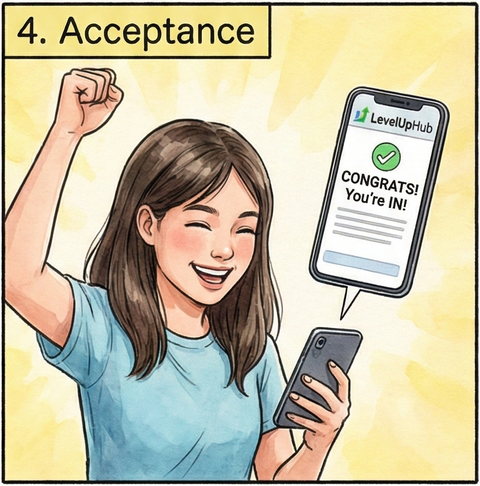 4. Acceptance
LevelUpHub
CONGRATS!
You're IN!